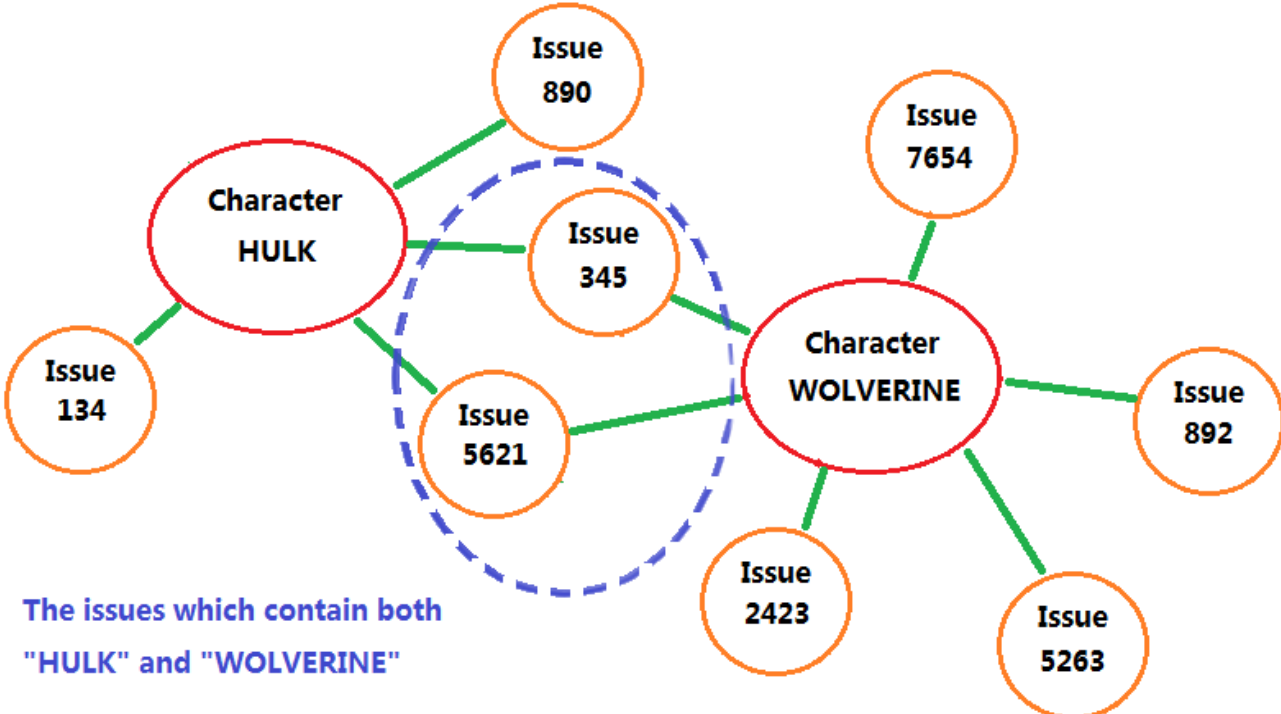 Issue
890
Issue
7654
Character
HULK
Issue
345
Character
WOLVERINE
Issue
134
Issue
892
Issue
5621
Issue
2423
Issue
5263
The issues which contain both
"HULK" and "WOLVERINE"